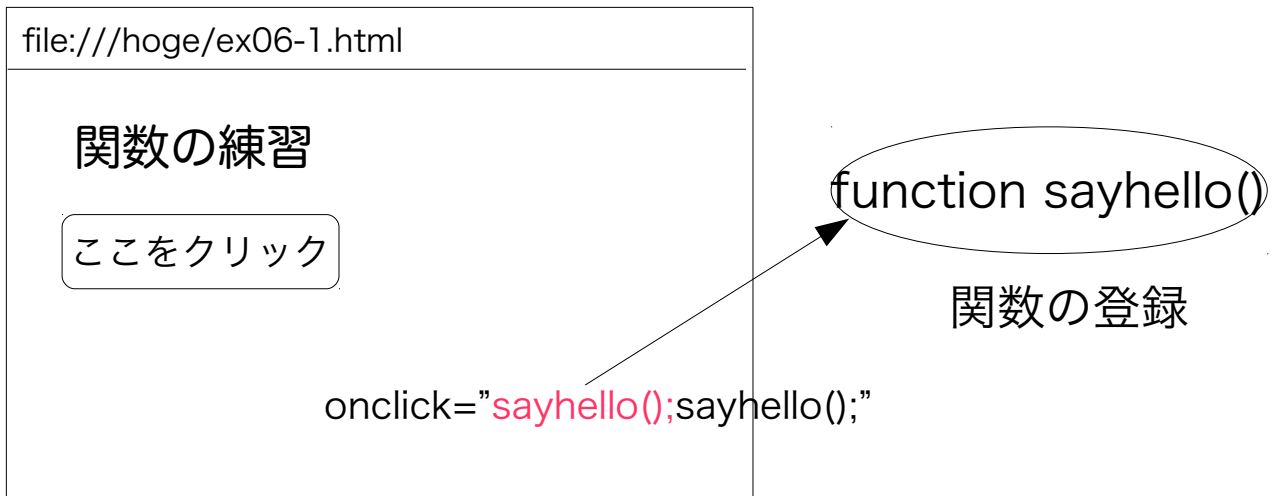 file:///hoge/ex06-1.html
関数の練習
ここをクリック
function sayhello()
関数の登録
onclick=”sayhello();sayhello();”